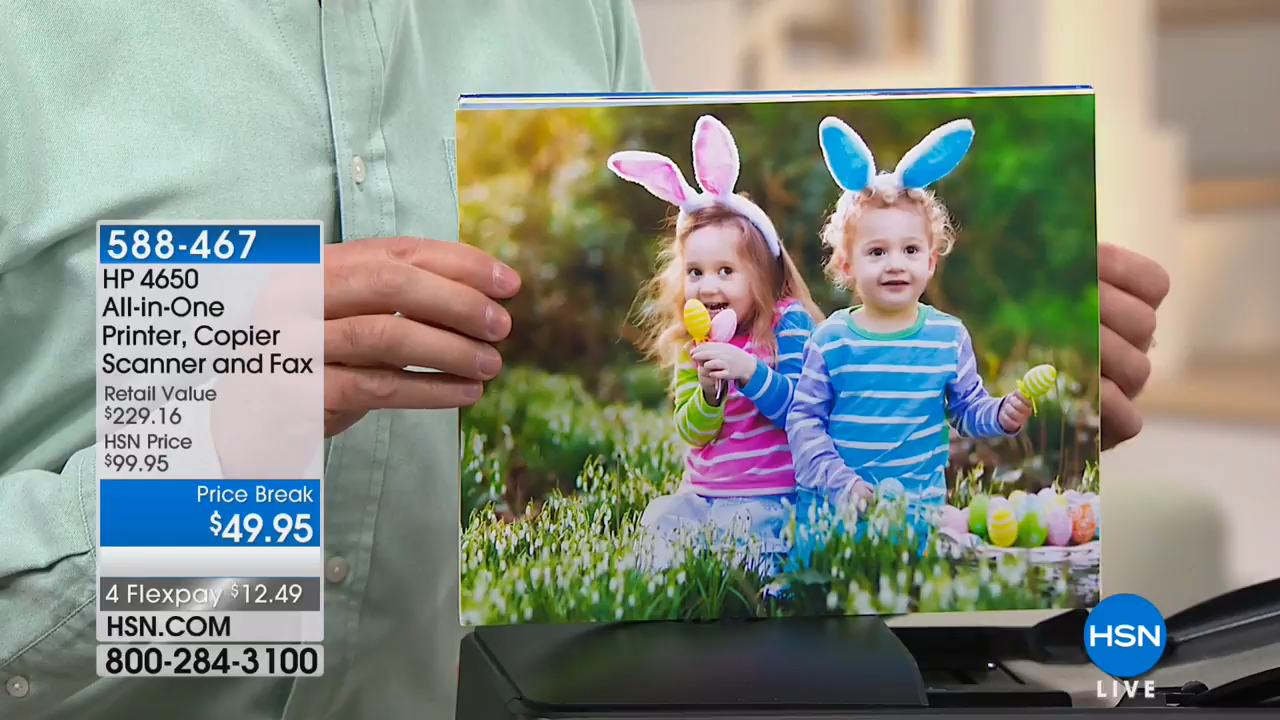 588-467
HP 4650
All-in-One
Printer, Copier
Scanner and Fax
Retail Value
$229.16
HSN Price
$99.95
Price Break
$49.95
4 Flexpay $12.49
HSN.COM
800-284-3100
HSN
LIVE